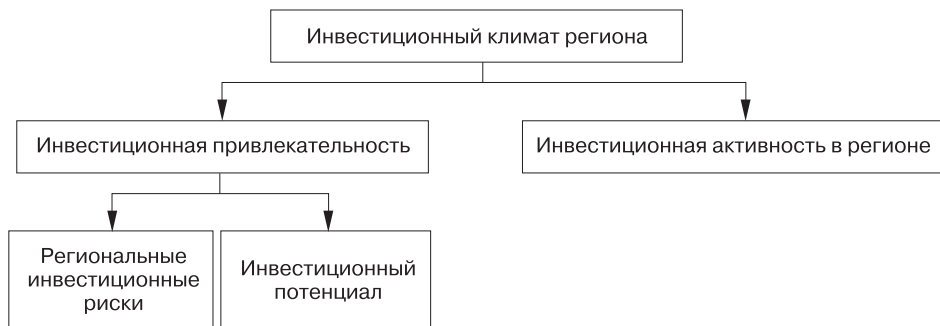 Инвестиционный климат региона
Инвестиционная привлекательность
Инвестиционная активность в регионе
Региональные
инвестиционные
риски
Инвестиционный
потенциал